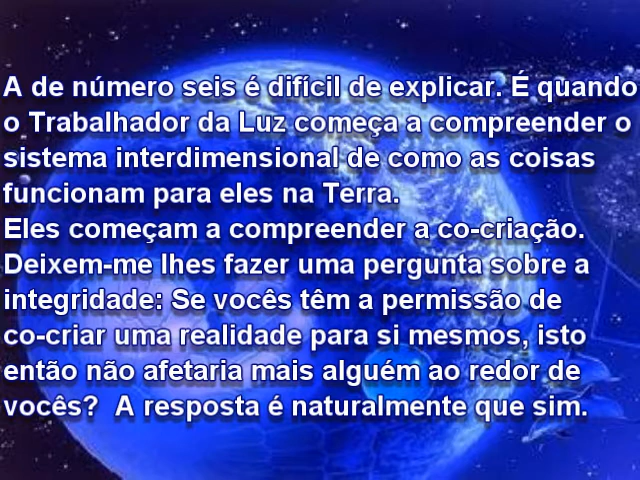 A de número seis é difícil de explicar. É quando
o Trabalhador da Luz começa a compreender o
sistema interdimensional de como as coisas
funcionam para eles na Terra.
Eles começam a compreender a co-criação.
Deixem-me lhes fazer uma pergunta sobre a
integridade: Se vocês têm a permissão de
co-criar uma realidade para si mesmos, isto
então não afetaria mais alguém ao redor de
vocês?  A resposta é naturalmente que sim.